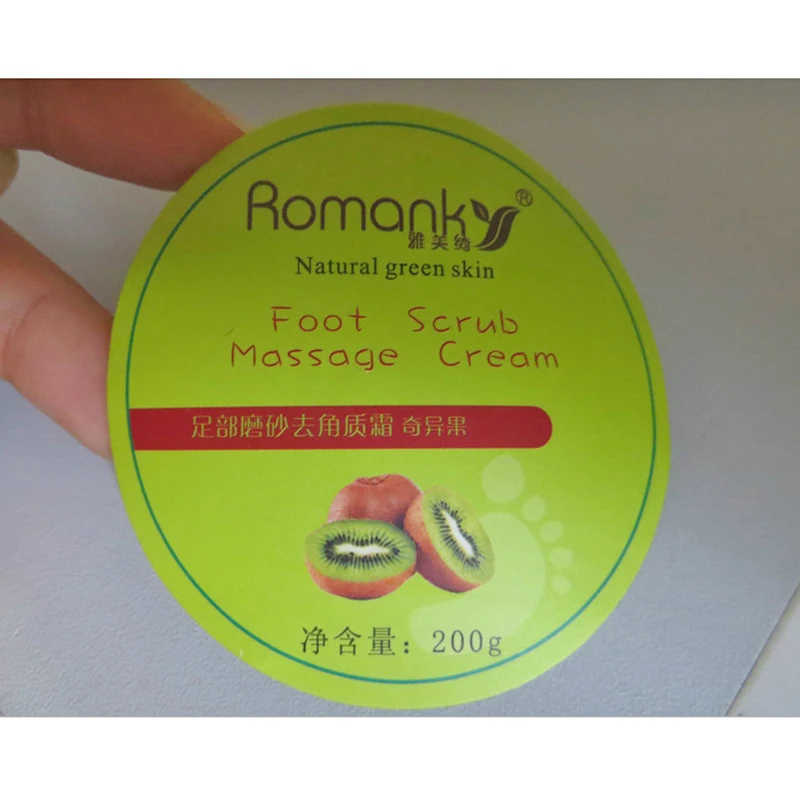 Romanky®
雅美绮
Natural green skin
Foot Scrub
Massage Cream
足部磨砂去角质霜 奇异果
净含量：200g